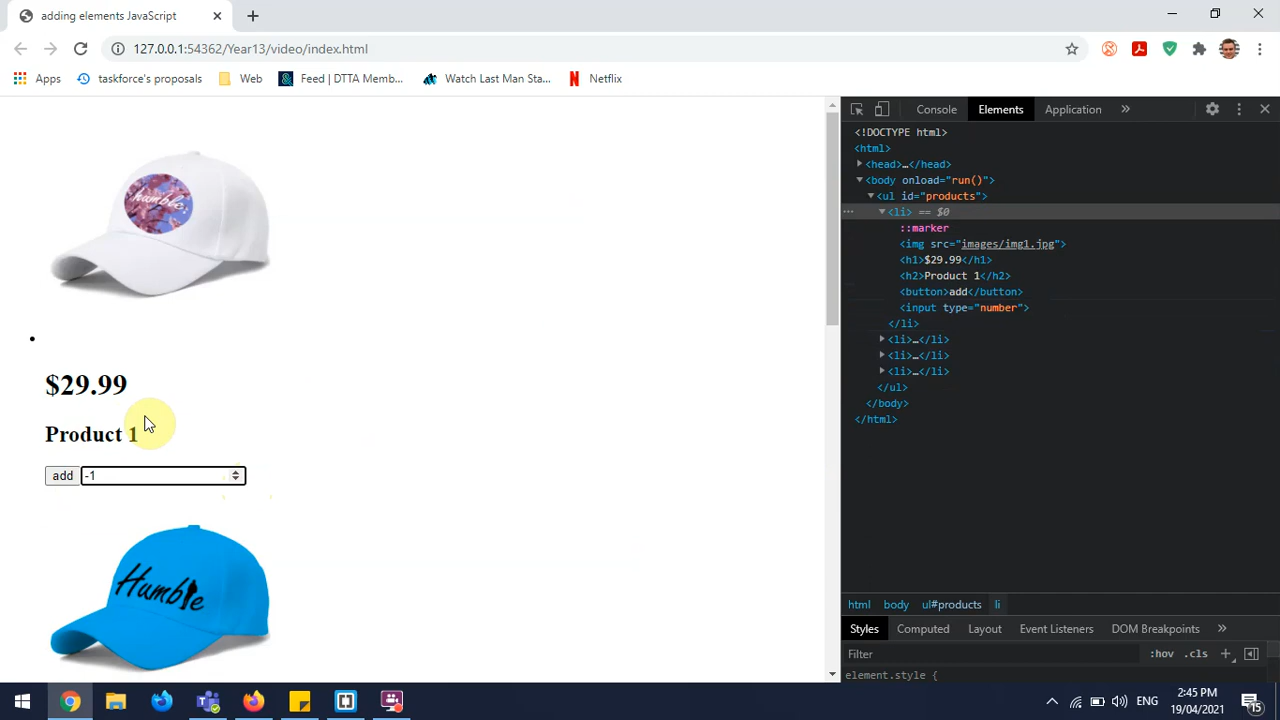 adding elements JavaScript
127.0.0.1:54362/Year13/video/index.html
Apps
taskforce's proposals
Web
Feed | DTTA Memb...
Watch Last Man Sta...
Netflix
humble.
$29.99
Product 1
add
-1
Humble
Console
Elements
Application
<!DOCTYPE html>
<html>
<head>…</head>
<body onload="run()">
<ul id="products">
<li> == $0
::marker
<img src="images/img1.jpg">
<h1>$29.99</h1>
<h2>Product 1</h2>
<button>add</button>
<input type="number">
</li>
<li>…</li>
<li>…</li>
<li>…</li>
</ul>
</body>
</html>
html body ul#products li
Styles Computed Layout Event Listeners DOM Breakpoints
Filter :hov .cls
element.style {
ENG
2:45 PM
19/04/2021
15